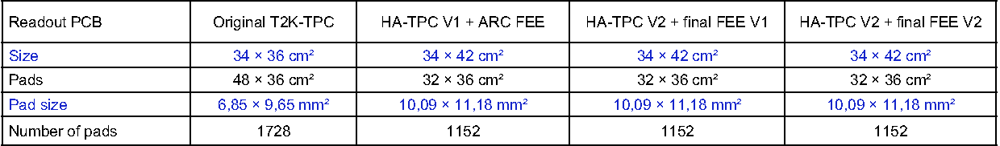 Readout PCB Original T2K-TPC HA-TPC V1 + ARC FEE HA-TPC V2 + final FEE V1 HA-TPC V2 + final FEE V2
Size 34 × 36 cm² 34 × 42 cm² 34 × 42 cm² 34 × 42 cm²
Pads 48 × 36 cm² 32 × 36 cm² 32 × 36 cm² 32 × 36 cm²
Pad size 6,85 × 9,65 mm² 10,09 × 11,18 mm² 10,09 × 11,18 mm² 10,09 × 11,18 mm²
Number of pads 1728 1152 1152 1152